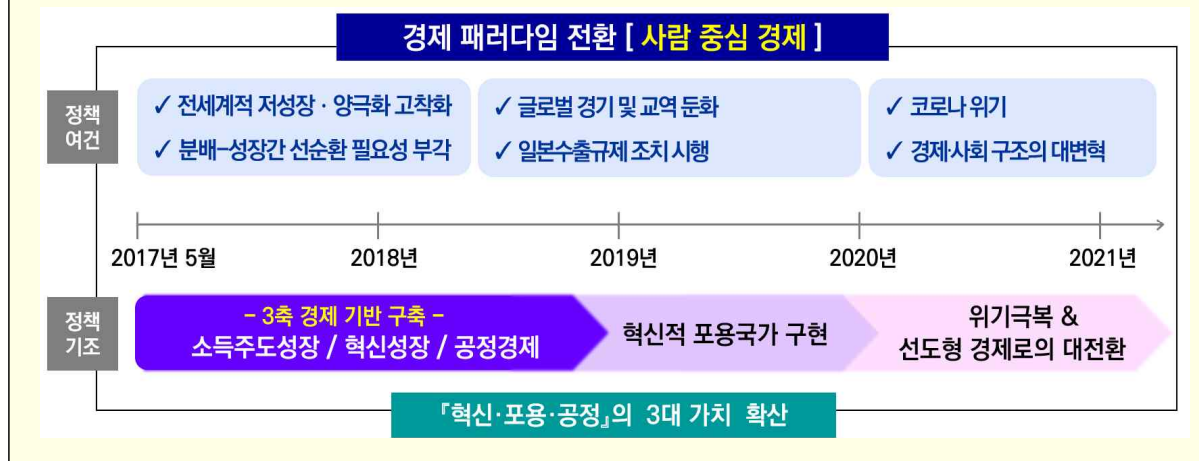 경제 패러다임 전환 [ 사람 중심 경제 ]
정책
여건
✓ 전세계적 저성장 · 양극화 고착화
✓ 분배-성장간 선순환 필요성 부각
✓ 글로벌 경기 및 교역 둔화
✓ 일본수출규제 조치 시행
✓ 코로나 위기
✓ 경제·사회 구조의 대변혁
2017년 5월
2018년
2019년
2020년
2021년
정책
기조
- 3축 경제 기반 구축 -
소득주도성장 / 혁신성장 / 공정경제
혁신적 포용국가 구현
위기극복 &
선도형 경제로의 대전환
『혁신·포용·공정』의 3대 가치 확산